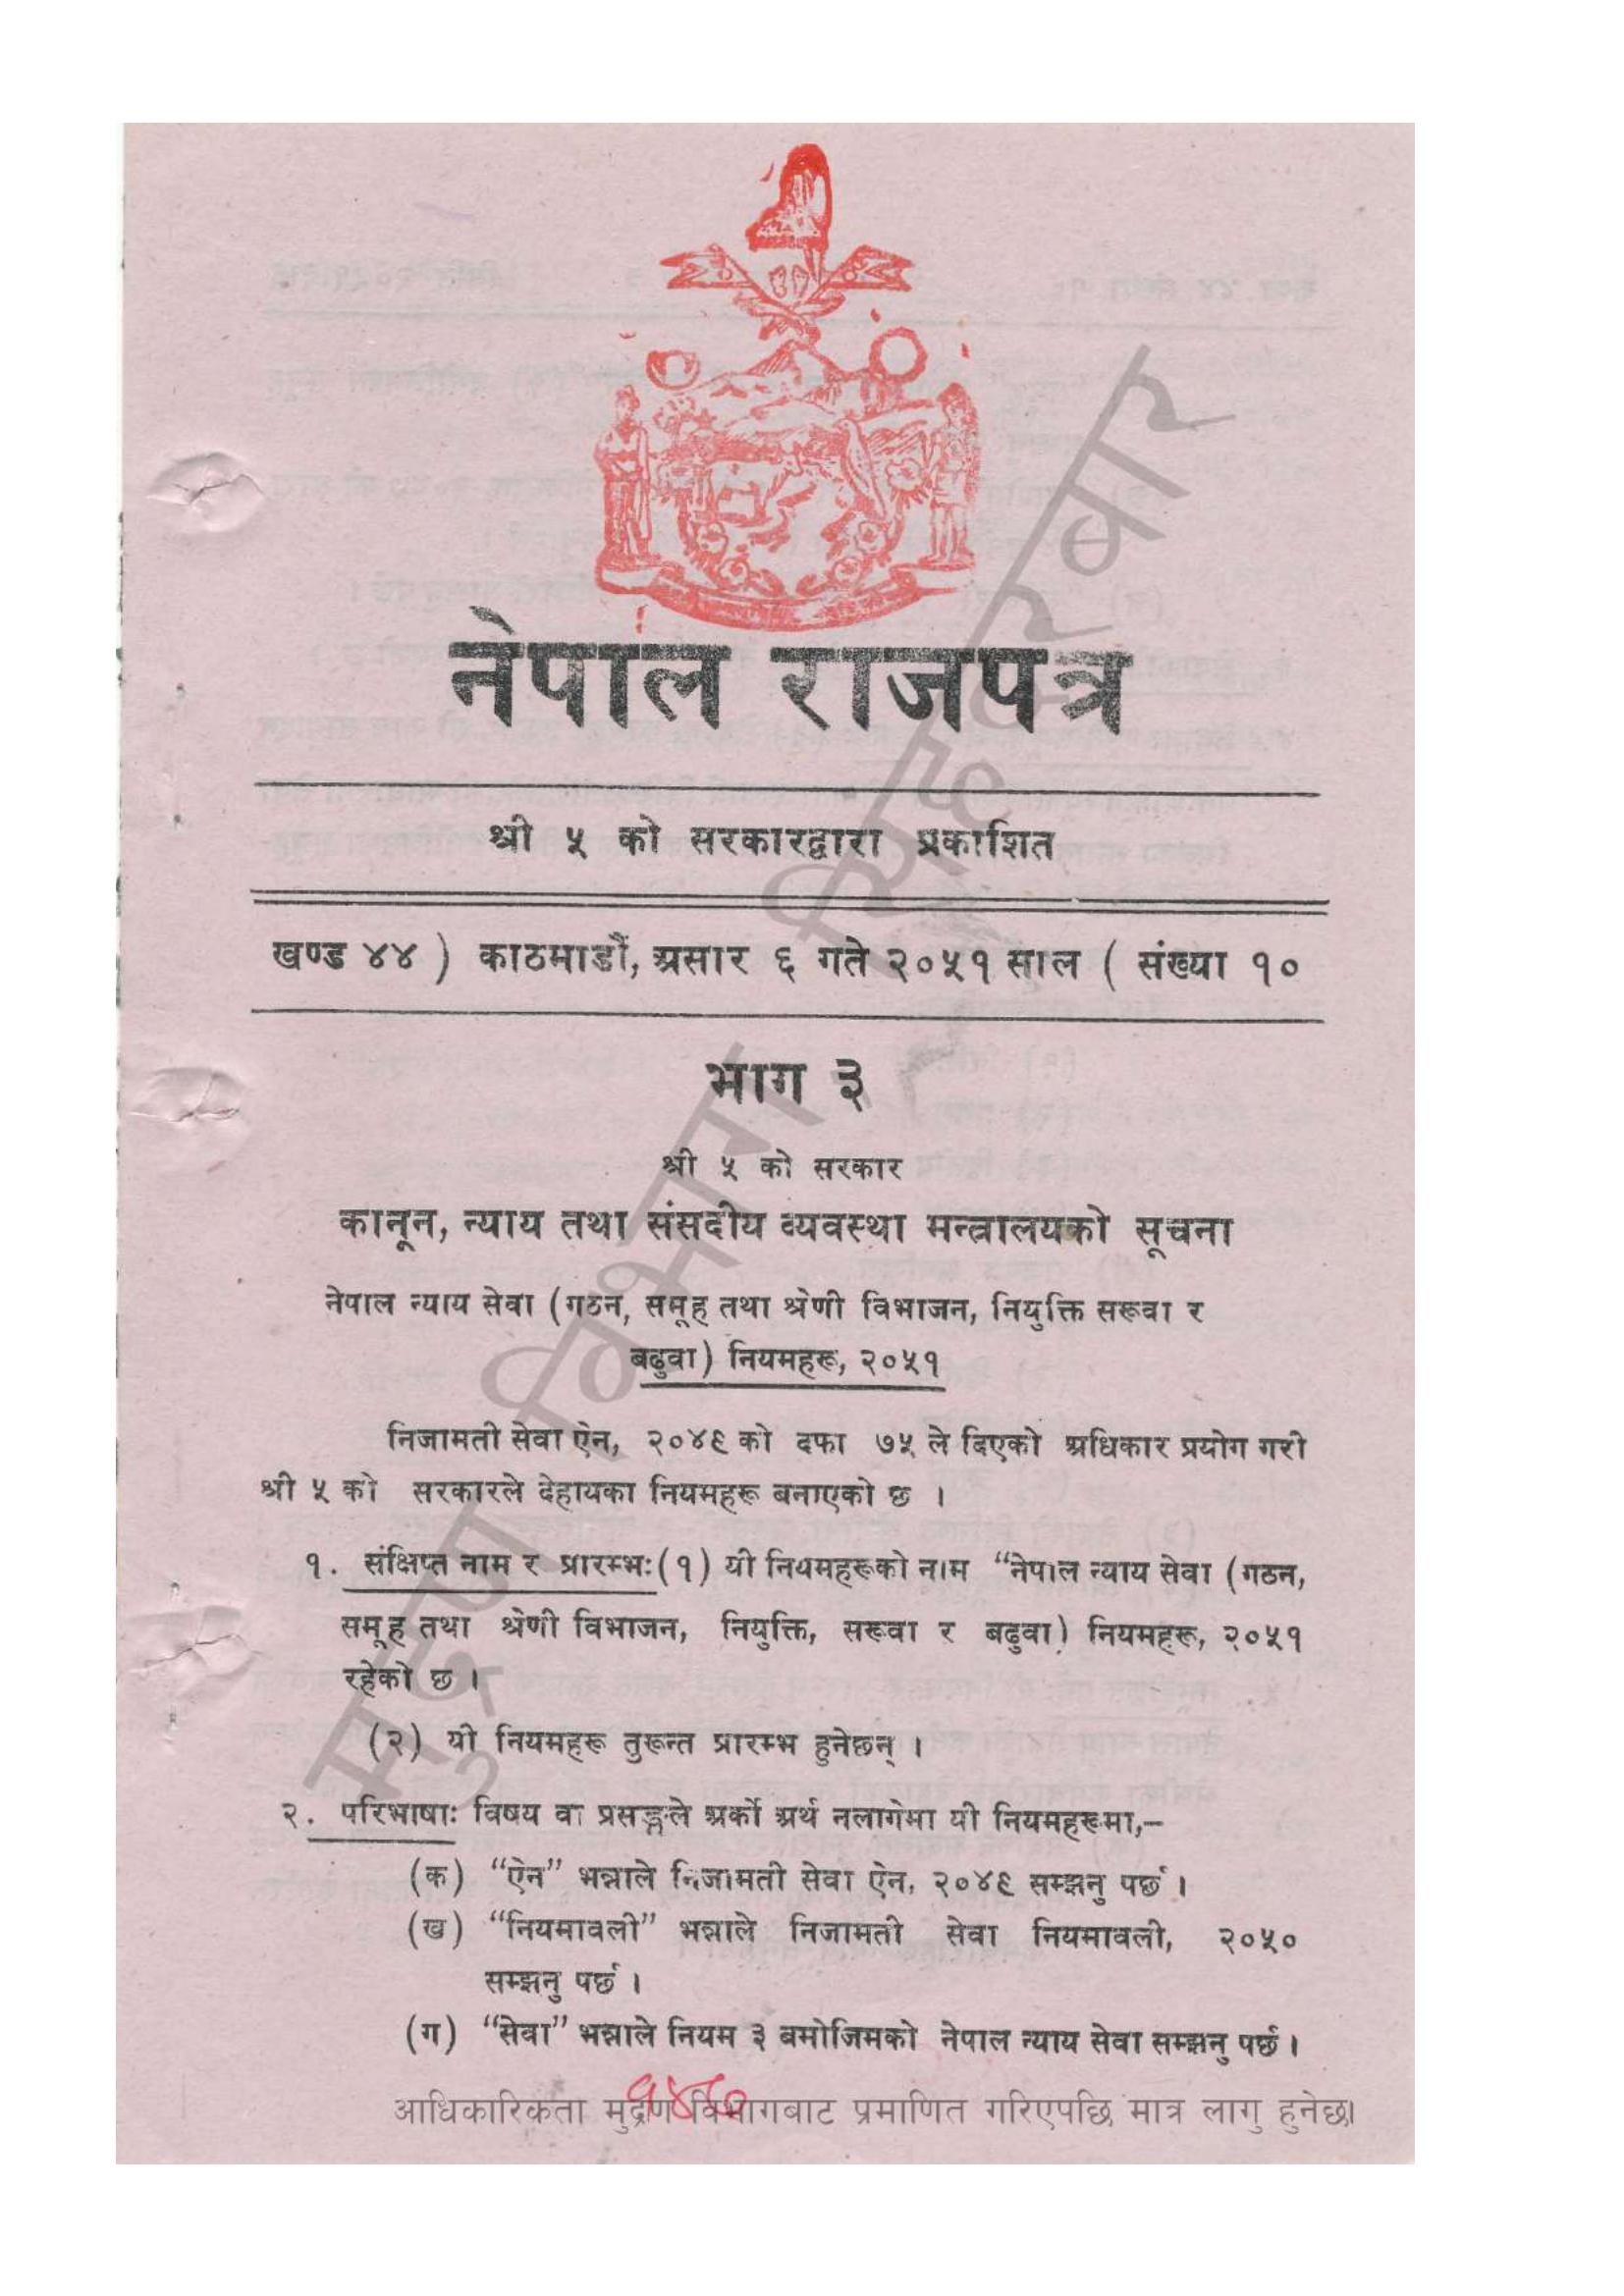 नेपाल राजपत्र
श्री ५ को सरकारद्वारा प्रकाशित
खण्ड ४४ ) काठमाडौं, असार ६ गते २०५१ साल ( संख्या १०
भाग ३
श्री ५ को सरकार
कानून, न्याय तथा संसदीय व्यवस्था मन्त्रालयको सूचना
नेपाल न्याय सेवा (गठन, समूह तथा श्रेणी विभाजन, नियुक्ति सरूवा र
बढुवा) नियमहरू, २०५१
निजामती सेवा ऐन, २०४९ को दफा ७५ ले दिएको अधिकार प्रयोग गरी
श्री ५ को सरकारले देहायका नियमहरू बनाएको छ ।
१. संक्षिप्त नाम र प्रारम्भः(१) यी नियमहरूको नाम “नेपाल न्याय सेवा (गठन,
समूह तथा श्रेणी विभाजन, नियुक्ति, सरूवा र बढुवा) नियमहरू, २०५१
रहेको छ ।
(२) यी नियमहरू तुरून्त प्रारम्भ हुनेछन् ।
२. परिभाषाः विषय वा प्रसङ्गले अर्को अर्थ नलागेमा यी नियमहरूमा,–
(क) “ऐन” भन्नाले निजामती सेवा ऐन, २०४९ सम्झनु पर्छ ।
(ख) “नियमावली” भन्नाले निजामती सेवा नियमावली, २०५०
सम्झनु पर्छ ।
(ग) “सेवा” भन्नाले नियम ३ बमोजिमको नेपाल न्याय सेवा सम्झनु पर्छ ।
आधिकारिकता मुद्रण विभागबाट प्रमाणित गरिएपछि मात्र लागु हुनेछ।
मुद्रण विभाग, सिंहदरबार